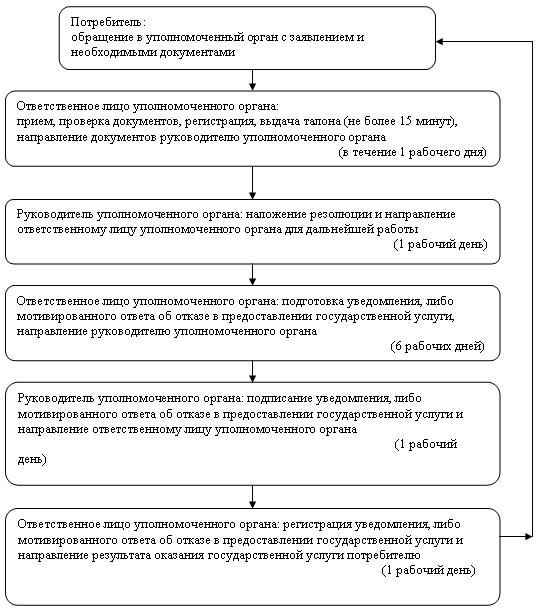 Потребитель:
обращение в уполномоченный орган с заявлением и
необходимыми документами
Ответственное лицо уполномоченного органа:
прием, проверка документов, регистрация, выдача талона (не более 15 минут),
направление документов руководителю уполномоченного органа
(в течение 1 рабочего дня)
Руководитель уполномоченного органа: наложение резолюции и направление
ответственному лицу уполномоченного органа для дальнейшей работы
(1 рабочий день)
Ответственное лицо уполномоченного органа: подготовка уведомления, либо
мотивированного ответа об отказе в предоставлении государственной услуги,
направление руководителю уполномоченного органа
(6 рабочих дней)
Руководитель уполномоченного органа: подписание уведомления, либо
мотивированного ответа об отказе в предоставлении государственной услуги и
направление ответственному лицу уполномоченного органа
(1 рабочий
день)
Ответственное лицо уполномоченного органа: регистрация уведомления, либо
мотивированного ответа об отказе в предоставлении государственной услуги и
направление результата оказания государственной услуги потребителю
(1 рабочий день)